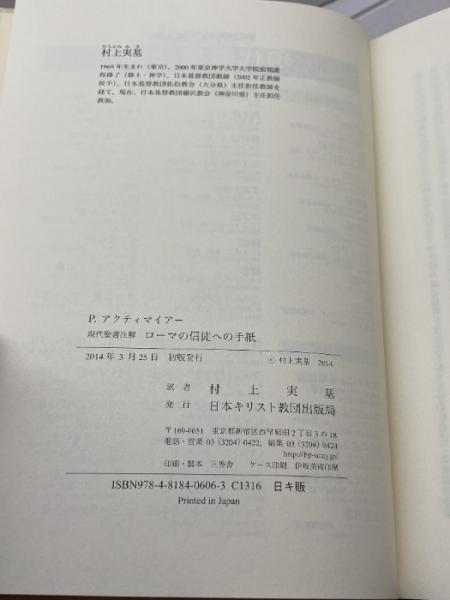 むらかみ み き
村上実基
1969年生まれ（東京）、2000年東京神学大学大学院前期課
程修了（修士・神学）、日本基督教団教師（2002年正教師
按手）、日本基督教団佐伯教会（大分県）主任担任教師を
経て、現在、日本基督教団藤沢教会（神奈川県）主任担任
教師。
P. アクティマイアー
現代聖書注解 ローマの信徒への手紙
2014年3月25日 初版発行 © 村上実基 2014
訳者 村上実基
発行 日本キリスト教団出版局
〒169-0051 東京都新宿区西早稲田2丁目3の18
電話・営業 03 (3204) 0422、編集 03 (3204) 0424
http://bp-uccj.jp/
印刷・製本 三秀舎 ケース印刷 伊坂美術印刷
ISBN978-4-8184-0606-3 C1316 日キ販
Printed in Japan